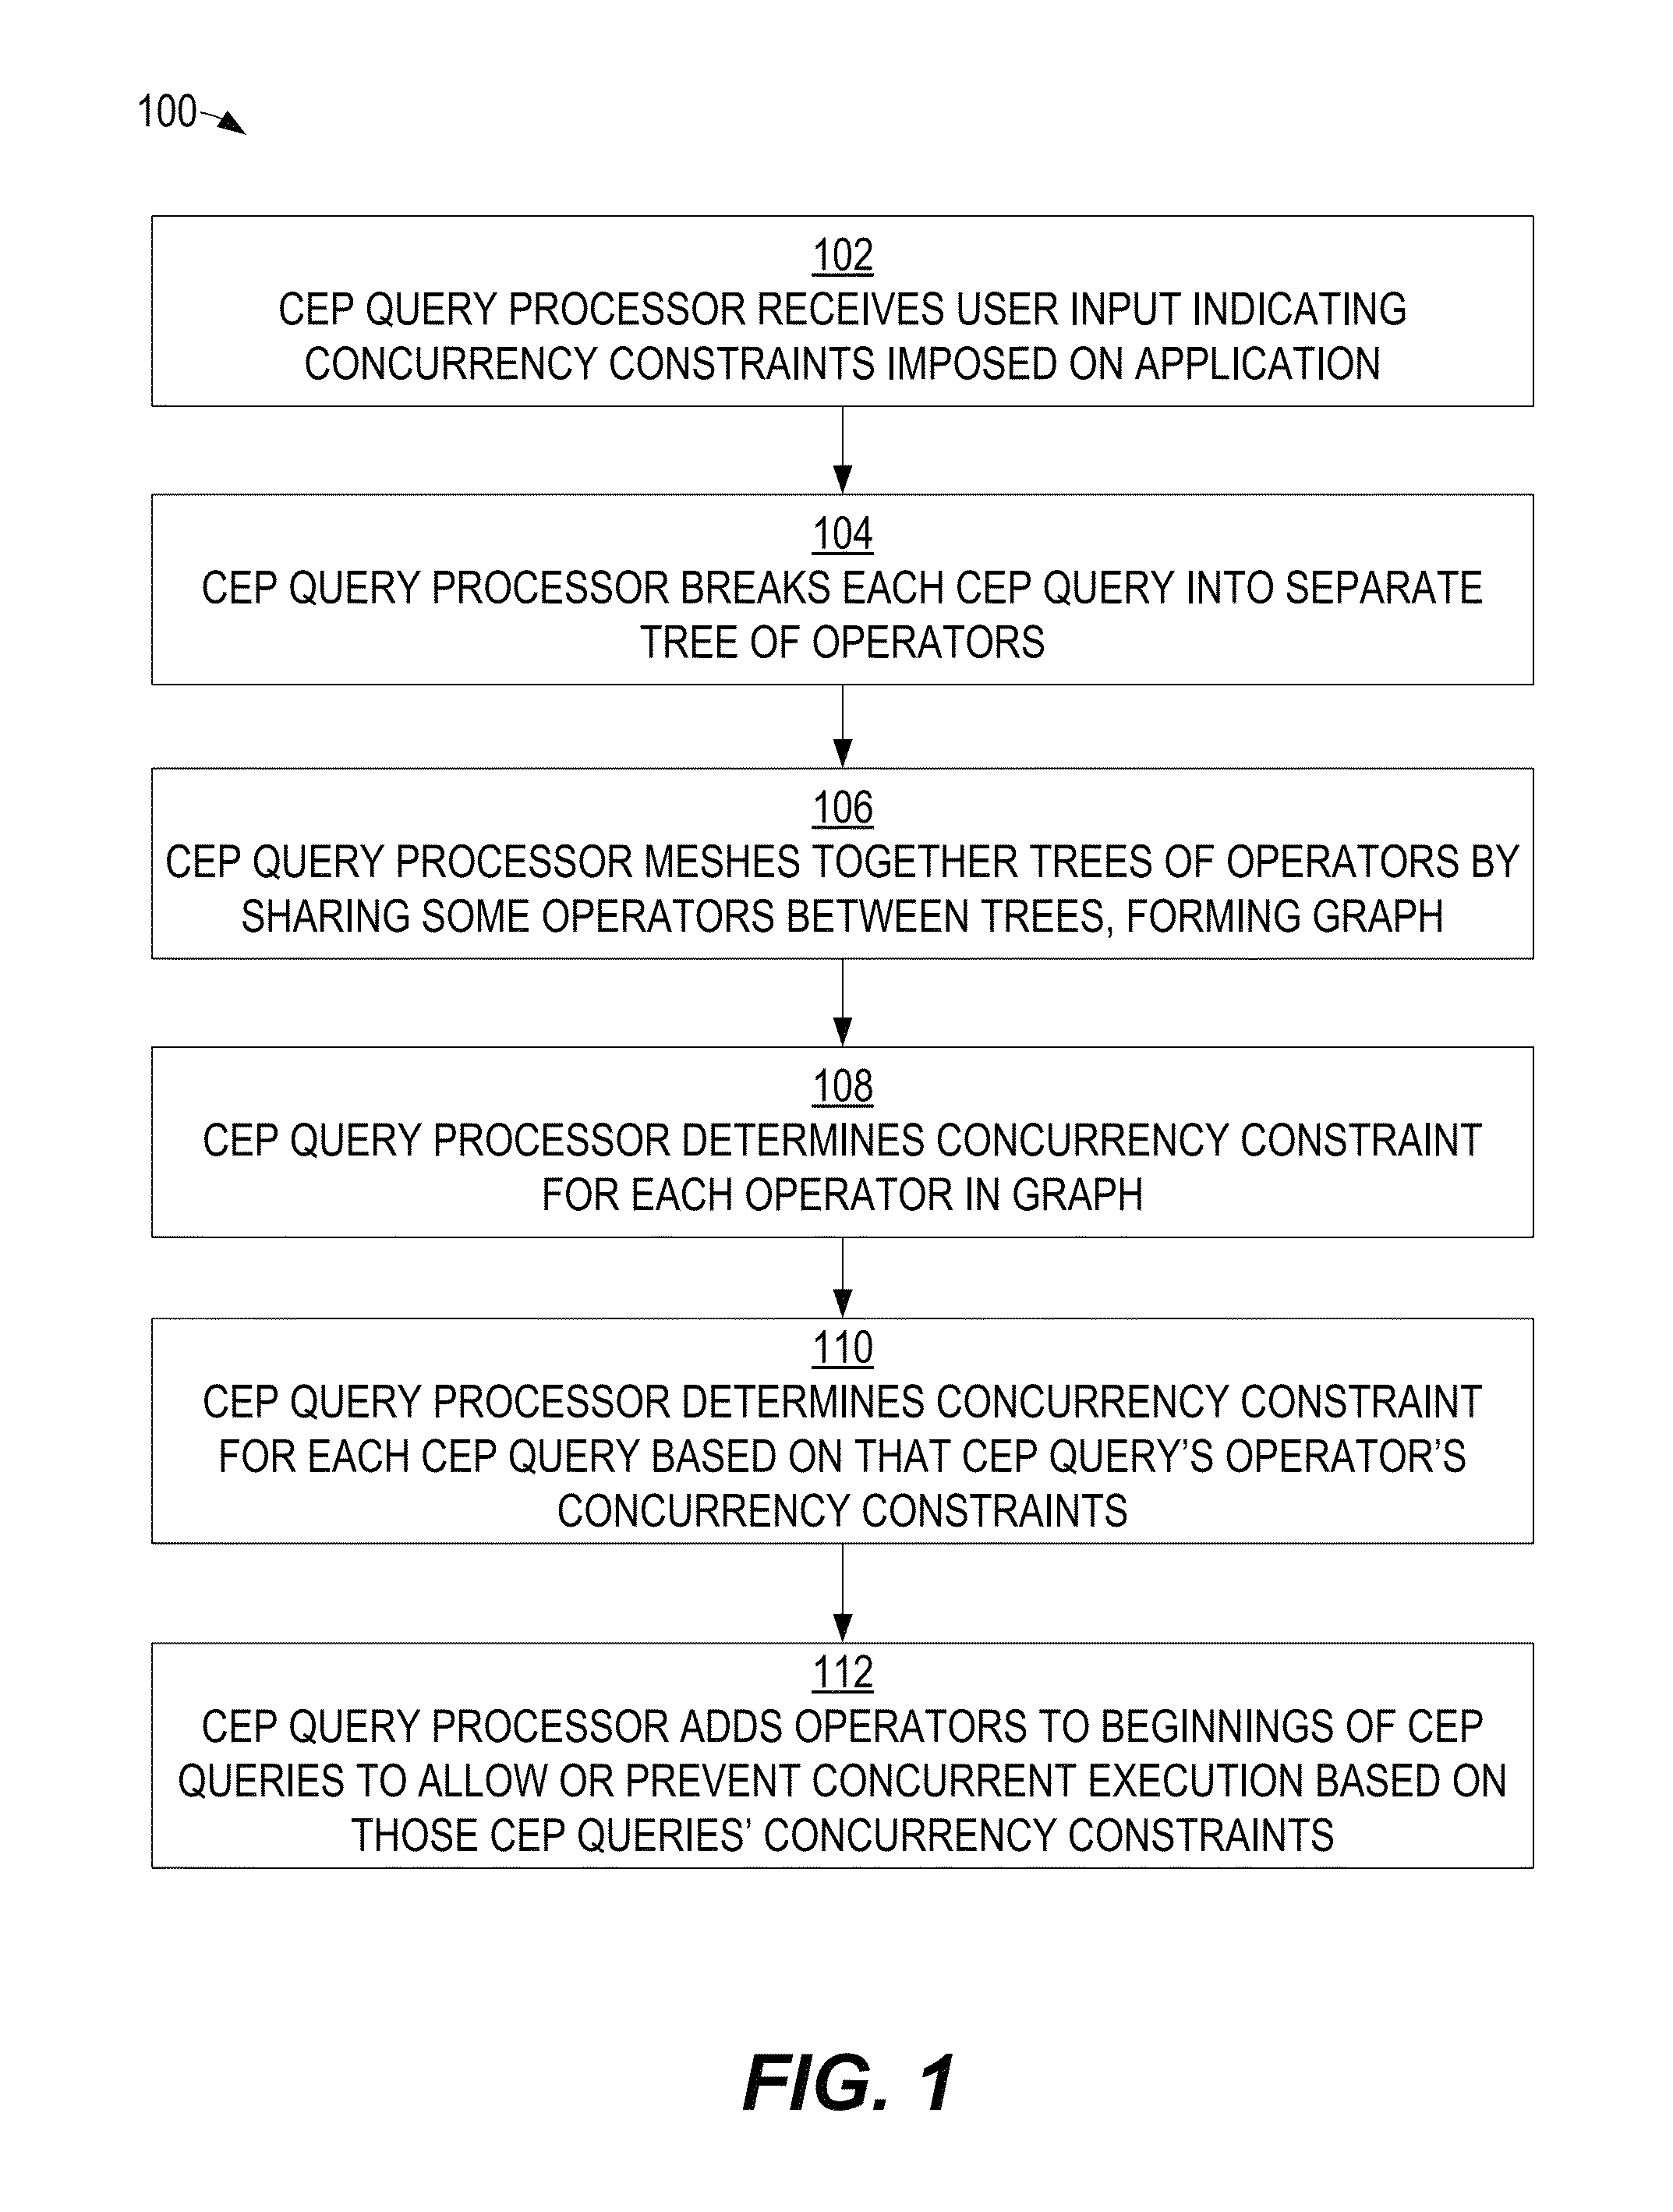 100
102
CEP QUERY PROCESSOR RECEIVES USER INPUT INDICATING
CONCURRENCY CONSTRAINTS IMPOSED ON APPLICATION
104
CEP QUERY PROCESSOR BREAKS EACH CEP QUERY INTO SEPARATE
TREE OF OPERATORS
106
CEP QUERY PROCESSOR MESHES TOGETHER TREES OF OPERATORS BY
SHARING SOME OPERATORS BETWEEN TREES, FORMING GRAPH
108
CEP QUERY PROCESSOR DETERMINES CONCURRENCY CONSTRAINT
FOR EACH OPERATOR IN GRAPH
110
CEP QUERY PROCESSOR DETERMINES CONCURRENCY CONSTRAINT
FOR EACH CEP QUERY BASED ON THAT CEP QUERY’S OPERATOR’S
CONCURRENCY CONSTRAINTS
112
CEP QUERY PROCESSOR ADDS OPERATORS TO BEGINNINGS OF CEP
QUERIES TO ALLOW OR PREVENT CONCURRENT EXECUTION BASED ON
THOSE CEP QUERIES’ CONCURRENCY CONSTRAINTS
FIG. 1